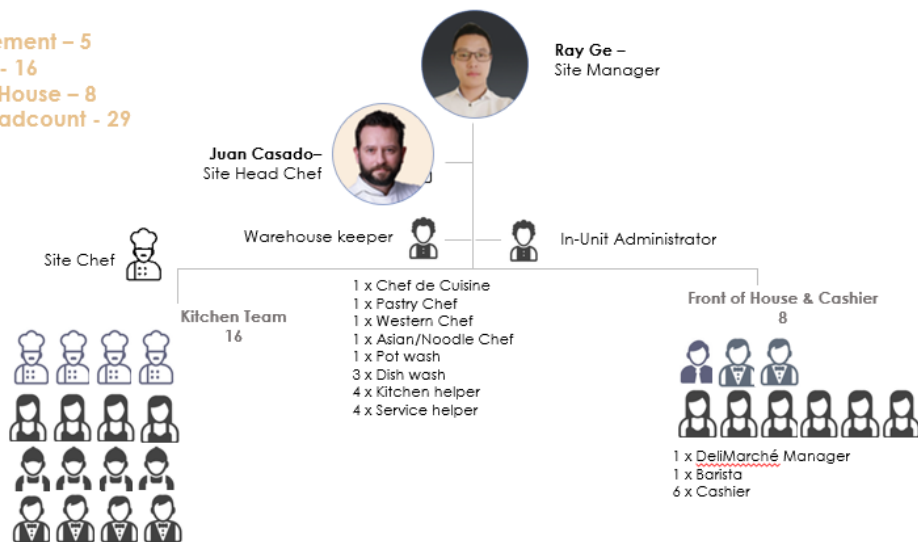 ement – 5
- 16
House – 8
adcount - 29
Ray Ge –
Site Manager
Juan Casado–
Site Head Chef
Warehouse keeper
In-Unit Administrator
Site Chef
Kitchen Team
16
1 x Chef de Cuisine
1 x Pastry Chef
1 x Western Chef
1 x Asian/Noodle Chef
1 x Pot wash
3 x Dish wash
4 x Kitchen helper
4 x Service helper
Front of House & Cashier
8
1 x DeliMarché Manager
1 x Barista
6 x Cashier